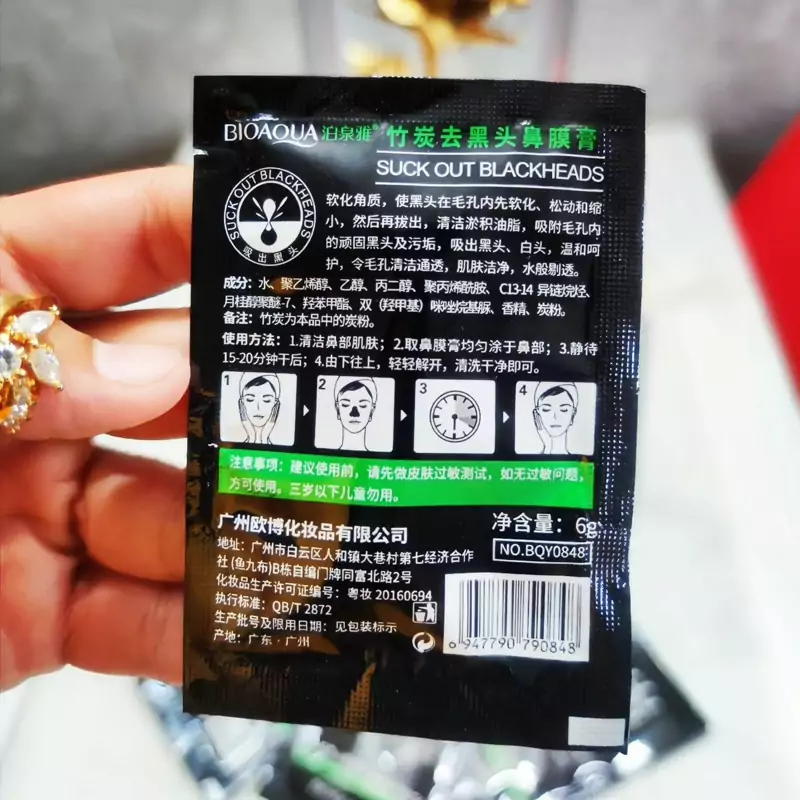 BIOAQUA 泊泉雅® 竹炭去黑头鼻膜膏
SUCK OUT BLACKHEADS
SUCK OUT BLACKHEADS
吸出黑头
软化角质，使黑头在毛孔内先软化、松动和缩
小，然后再拔出，清洁淤积油脂，吸附毛孔内
的顽固黑头及污垢，吸出黑头、白头，温和呵
护，令毛孔清洁通透，肌肤洁净，水般剔透。
成分：水、聚乙烯醇、乙醇、丙二醇、聚丙烯酰胺、C13-14 异链烷烃、
月桂醇聚醚-7、羟苯甲酯、双（羟甲基）咪唑烷基脲、香精、炭粉。
备注：竹炭为本品中的炭粉。
使用方法：1.清洁鼻部肌肤；2.取鼻膜膏均匀涂于鼻部；3.静待
15-20分钟干后；4.由下往上，轻轻解开，清洗干净即可。
1 2 3 4
注意事项：建议使用前，请先做皮肤过敏测试，如无过敏问题，
方可使用。三岁以下儿童勿用。
广州欧博化妆品有限公司
净含量：6g
地址：广州市白云区人和镇大巷村第七经济合作
社(鱼九布)B栋自编门牌同富北路2号
NO.BQY0848
化妆品生产许可证编号：粤妆 20160694
执行标准：QB/T 2872
生产批号及限用日期：见包装标示
产地：广东·广州
6 947790 790848